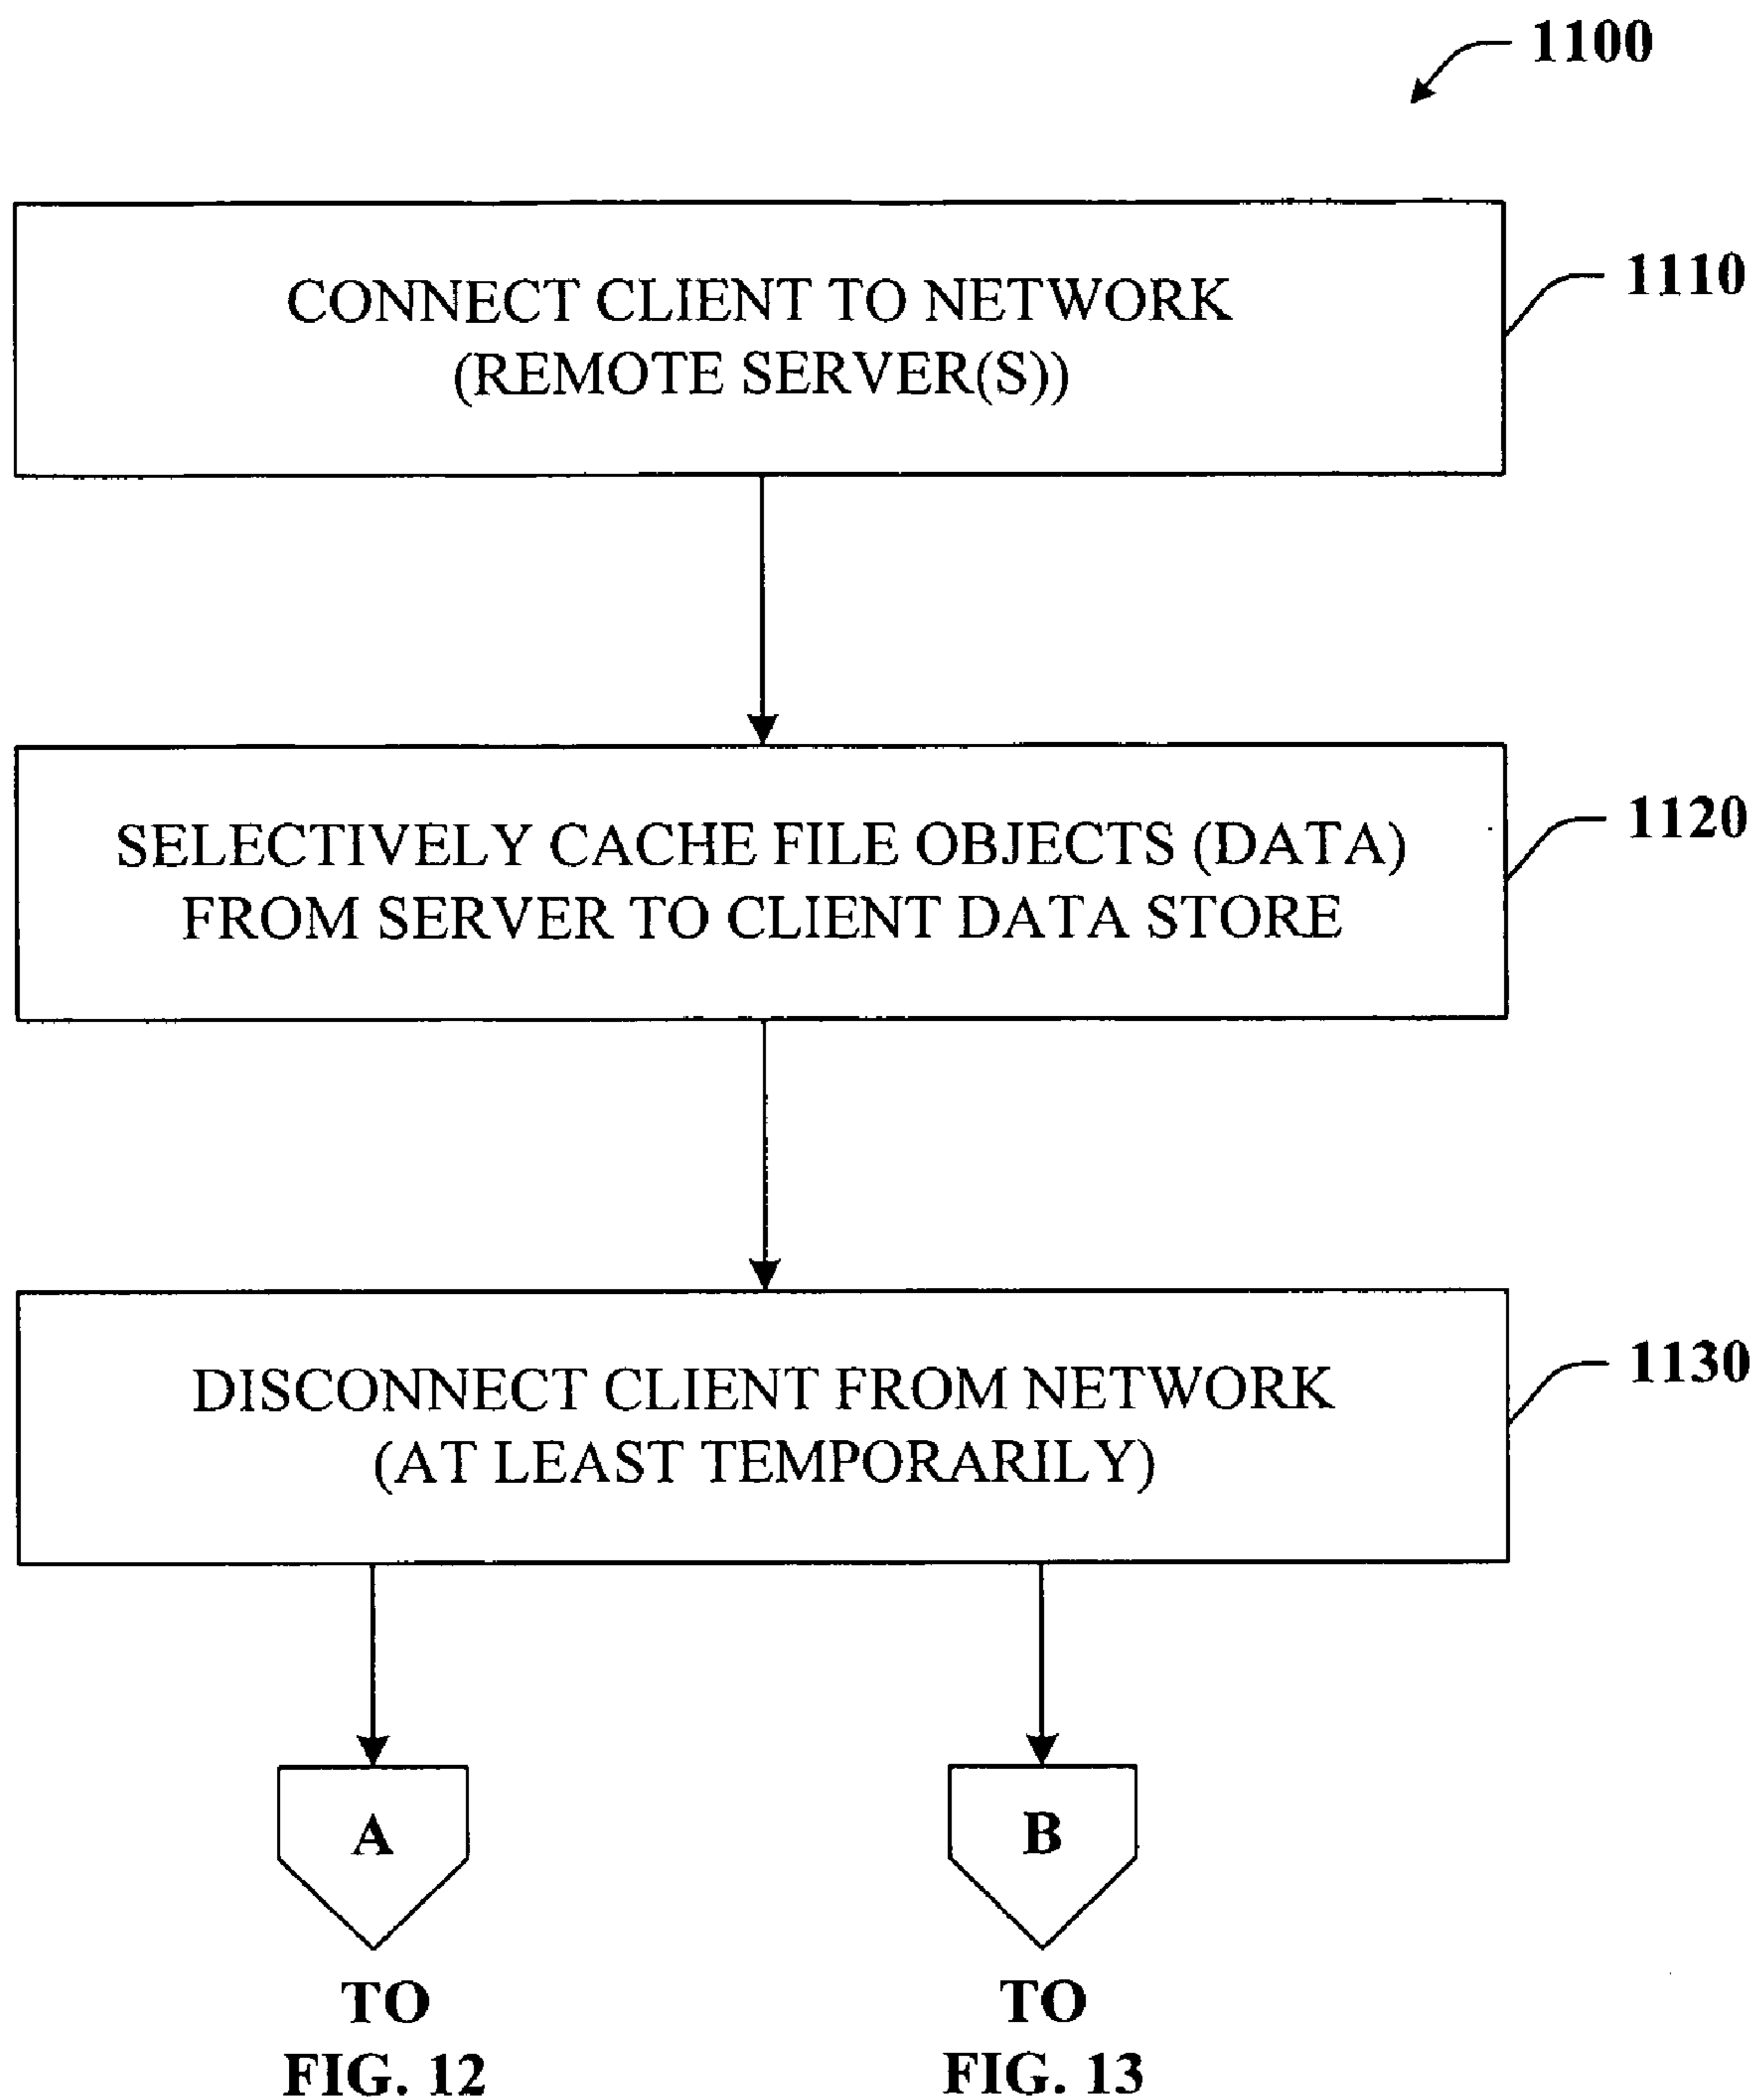 1100
CONNECT CLIENT TO NETWORK
(REMOTE SERVER(S))
1110
SELECTIVELY CACHE FILE OBJECTS (DATA)
FROM SERVER TO CLIENT DATA STORE
1120
DISCONNECT CLIENT FROM NETWORK
(AT LEAST TEMPORARILY)
1130
A
B
TO
FIG. 12
TO
FIG. 13